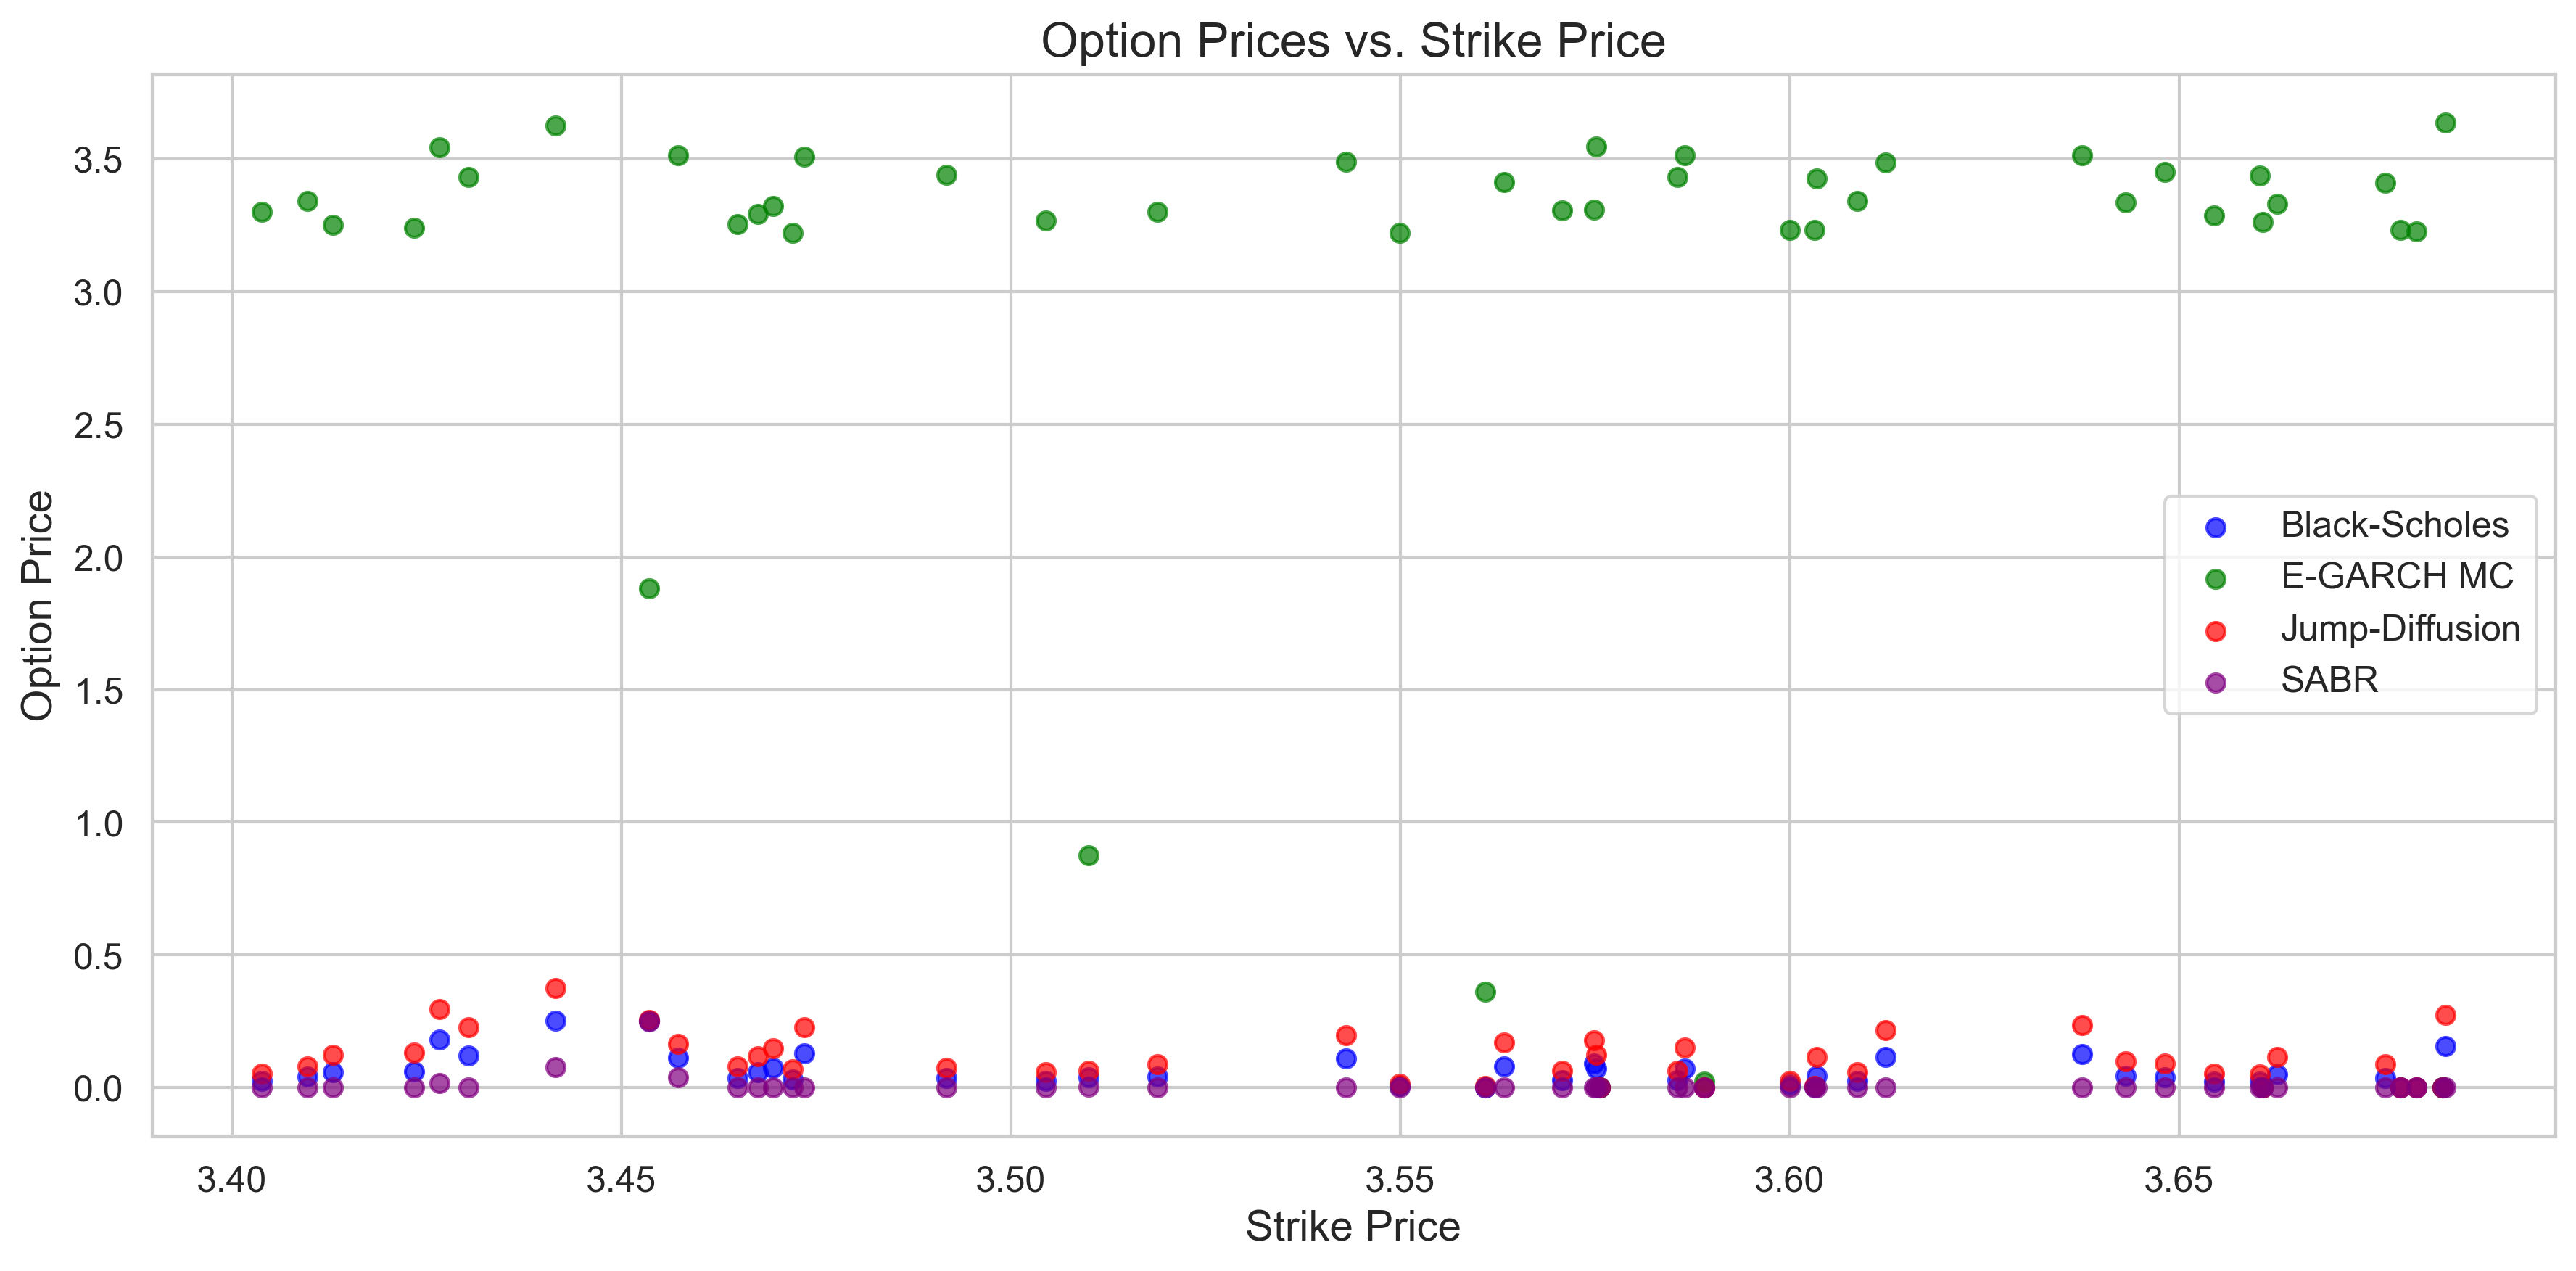 Option Prices vs. Strike Price
Option Price
3.5
3.0
2.5
2.0
1.5
1.0
0.5
0.0
Black-Scholes
E-GARCH MC
Jump-Diffusion
SABR
3.40 3.45 3.50 3.55 3.60 3.65
Strike Price